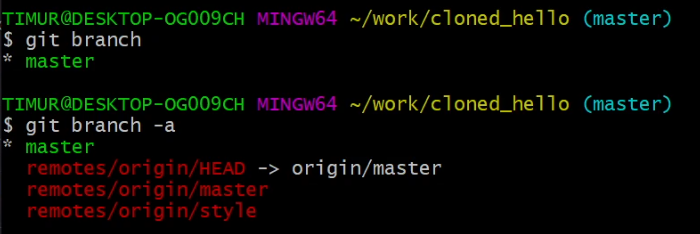 TIMUR@DESKTOP-OG009CH MINGW64 ~/work/cloned_hello (master)
$ git branch
* master
TIMUR@DESKTOP-OG009CH MINGW64 ~/work/cloned_hello (master)
$ git branch -a
* master
remotes/origin/HEAD -> origin/master
remotes/origin/master
remotes/origin/style